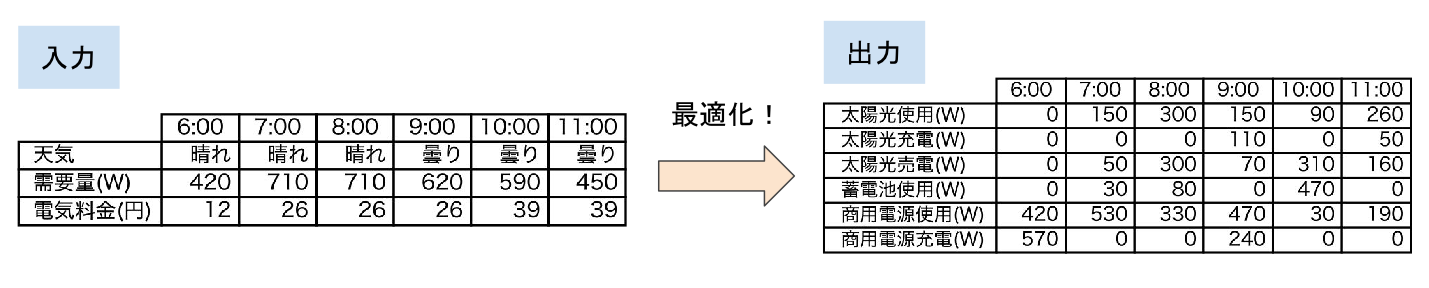 入力
6:00 7:00 8:00 9:00 10:00 11:00
天気 晴れ 晴れ 晴れ 曇り 曇り 曇り
需要量(W) 420 710 710 620 590 450
電気料金(円) 12 26 26 26 39 39
最適化！
出力
6:00 7:00 8:00 9:00 10:00 11:00
太陽光使用(W) 0 150 300 150 90 260
太陽光充電(W) 0 0 0 110 0 50
太陽光売電(W) 0 50 300 70 310 160
蓄電池使用(W) 0 30 80 0 470 0
商用電源使用(W) 420 530 330 470 30 190
商用電源充電(W) 570 0 0 240 0 0